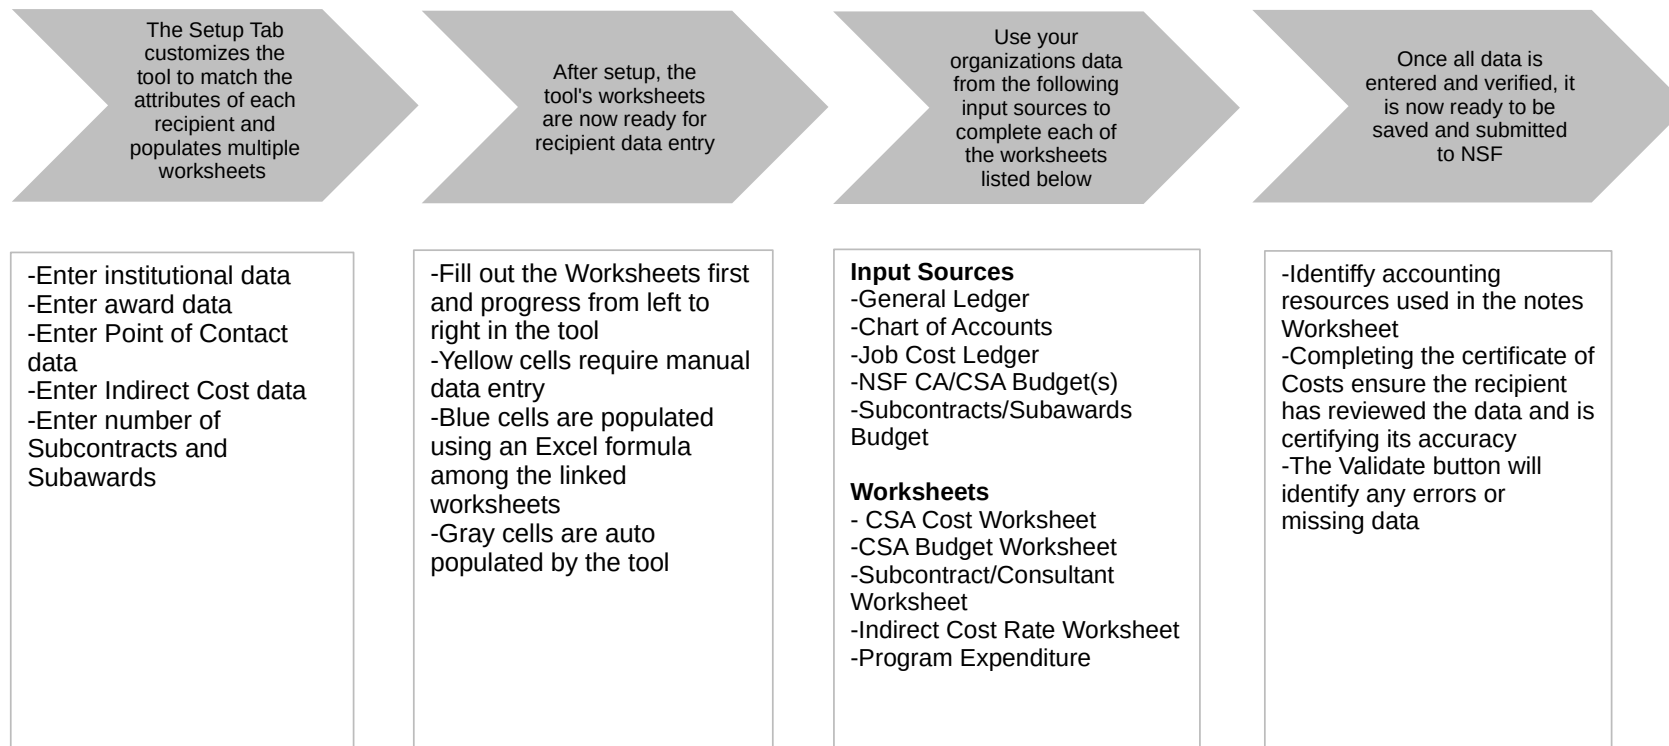 The Setup Tab
customizes the
tool to match the
attributes of each
recipient and
populates multiple
worksheets
After setup, the
tool's worksheets
are now ready for
recipient data entry
Use your
organizations data
from the following
input sources to
complete each of
the worksheets
listed below
Once all data is
entered and verified, it
is now ready to be
saved and submitted
to NSF
-Enter institutional data
-Enter award data
-Enter Point of Contact
data
-Enter Indirect Cost data
-Enter number of
Subcontracts and
Subawards
-Fill out the Worksheets first
and progress from left to
right in the tool
-Yellow cells require manual
data entry
-Blue cells are populated
using an Excel formula
among the linked
worksheets
-Gray cells are auto
populated by the tool
Input Sources
-General Ledger
-Chart of Accounts
-Job Cost Ledger
-NSF CA/CSA Budget(s)
-Subcontracts/Subawards
Budget
Worksheets
- CSA Cost Worksheet
-CSA Budget Worksheet
-Subcontract/Consultant
Worksheet
-Indirect Cost Rate Worksheet
-Program Expenditure
-Identiffy accounting
resources used in the notes
Worksheet
-Completing the certificate of
Costs ensure the recipient
has reviewed the data and is
certifying its accuracy
-The Validate button will
identify any errors or
missing data